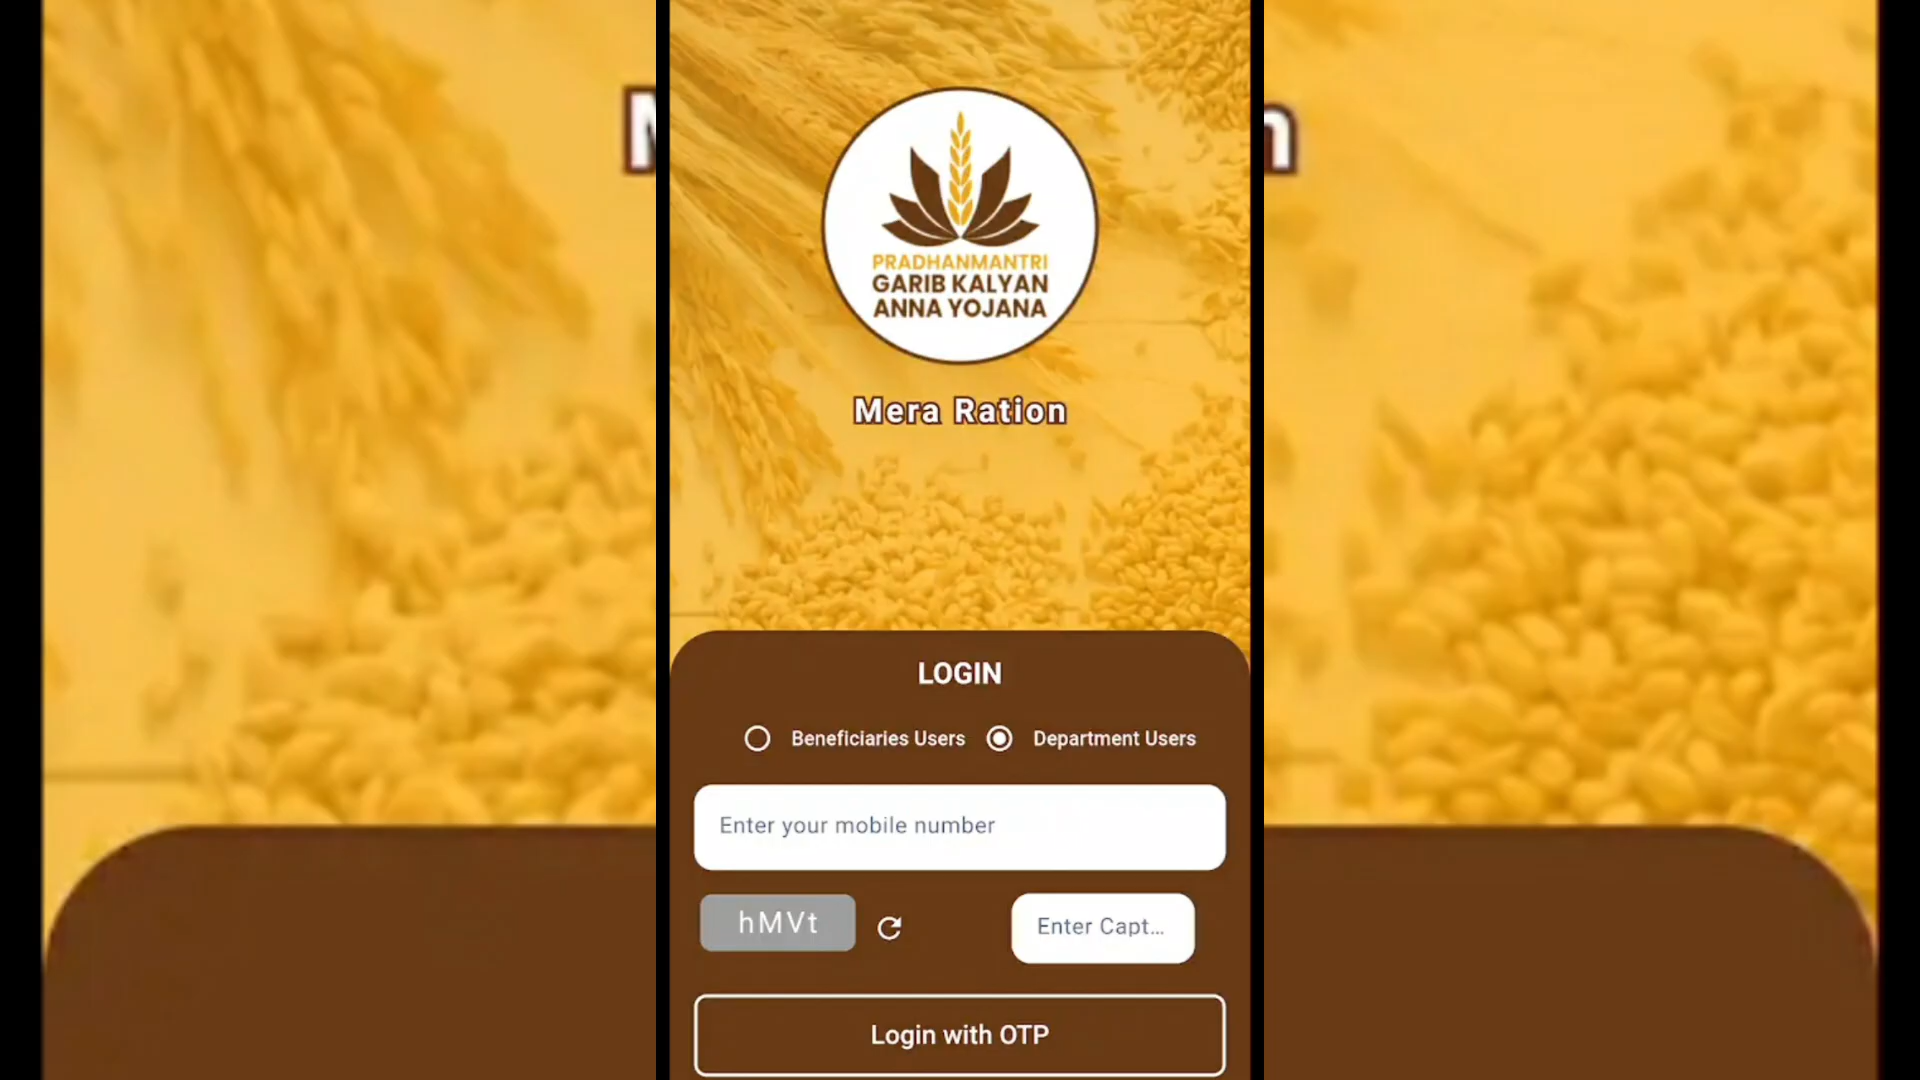 PRADHANMANTRI
GARIB KALYAN
ANNA YOJANA
Mera Ration
LOGIN
Beneficiaries Users Department Users
Enter your mobile number
hMVt Enter Capt...
Login with OTP